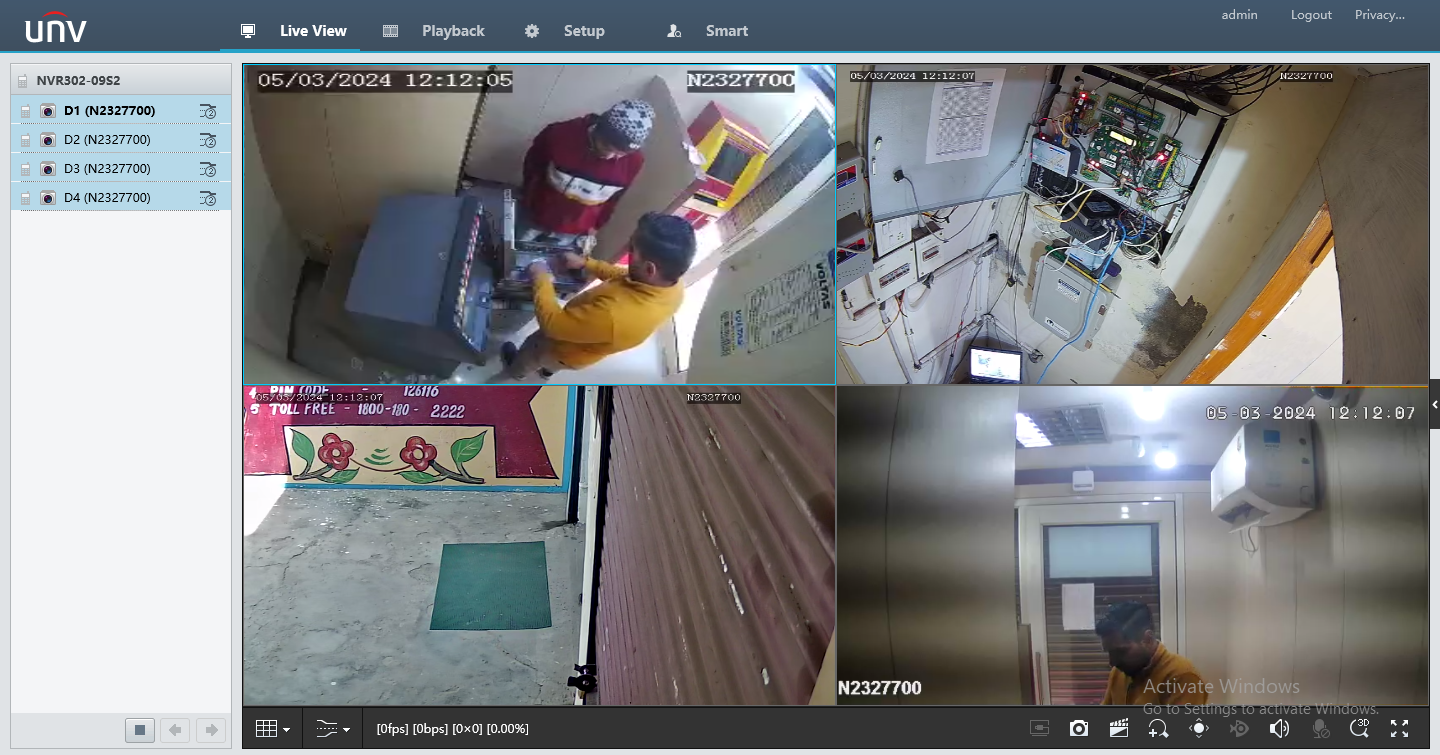 unv
Live View
Playback
Setup
Smart
admin
Logout
Privacy...
NVR302-09S2
D1 (N2327700)
D2 (N2327700)
D3 (N2327700)
D4 (N2327700)
05/03/2024 12:12:05
N2327700
VOLTAS
VOLTAS
05/03/2024 12:12:07
N2327700
4 PIN CODE - 126116
05/03/2024 12:12:07
N2327700
5 TOLL FREE - 1800-180- 2222
05-03-2024 12:12:07
N2327700
Activate Windows
Go to Settings to activate Windows.
[0fps] [0bps] [0×0] [0.00%]
3D